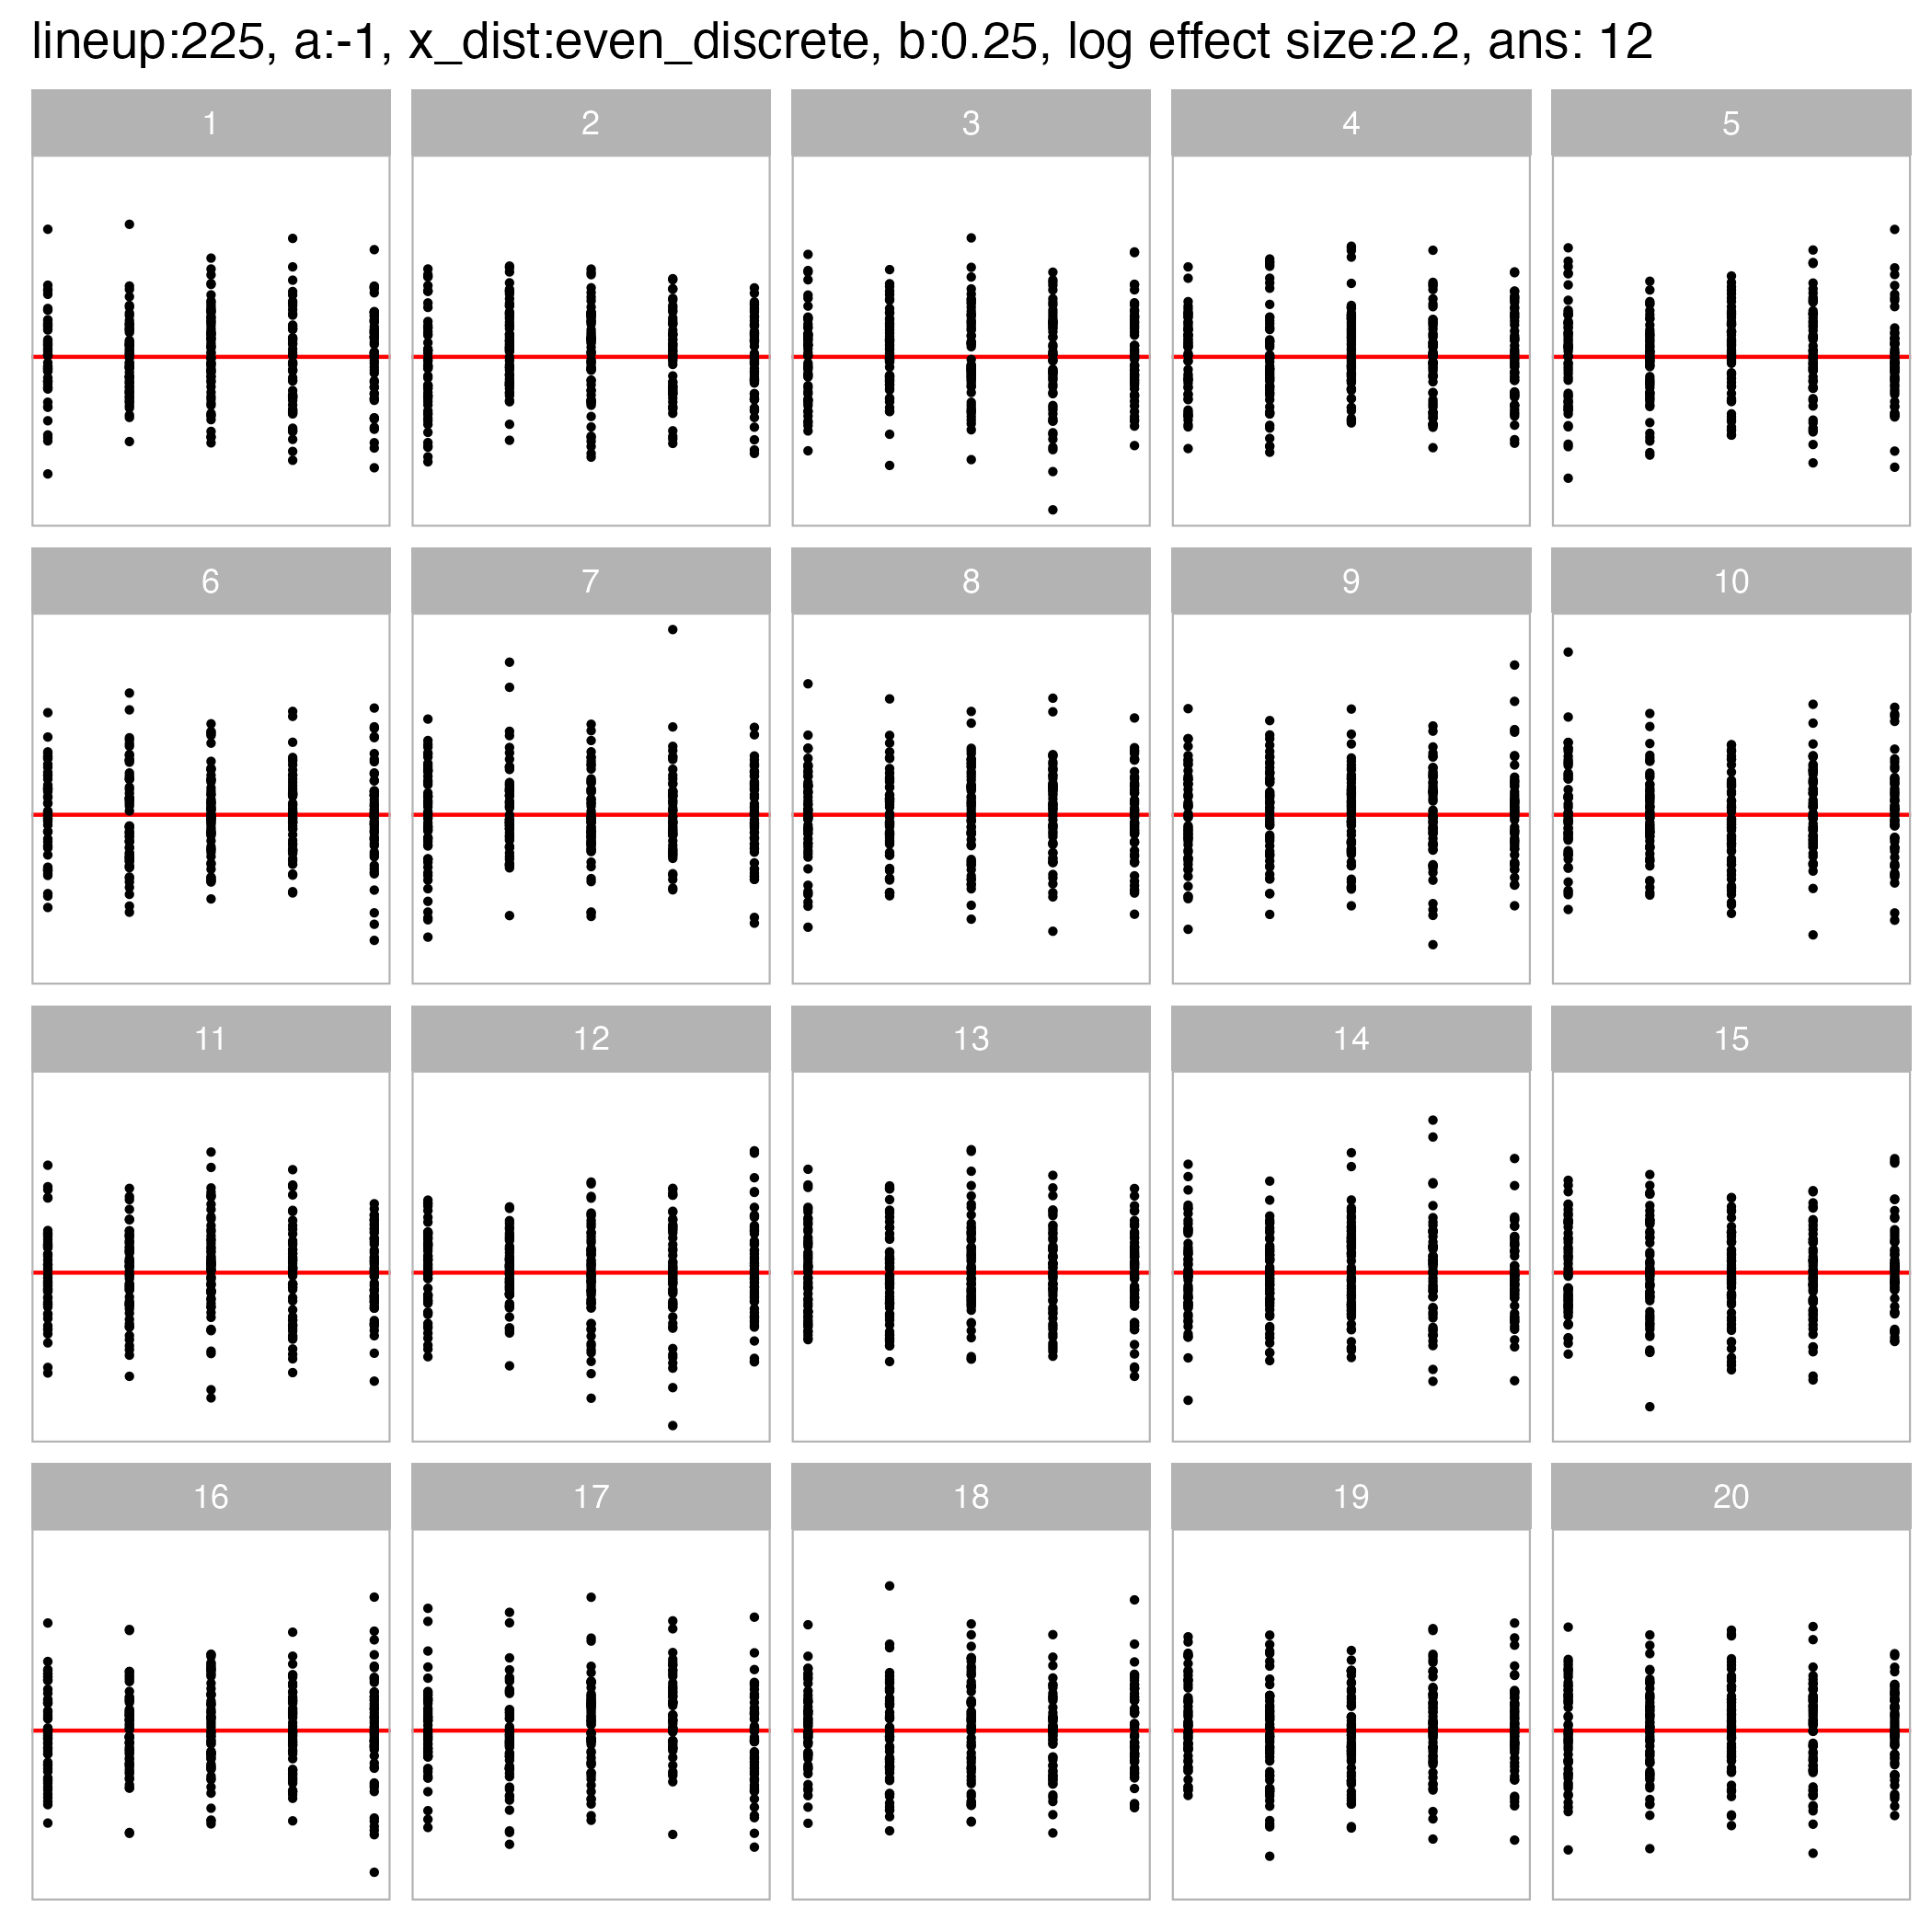 lineup:225, a:-1, x_dist:even_discrete, b:0.25, log effect size:2.2, ans: 12
1 2 3 4 5
6 7 8 9 10
11 12 13 14 15
16 17 18 19 20